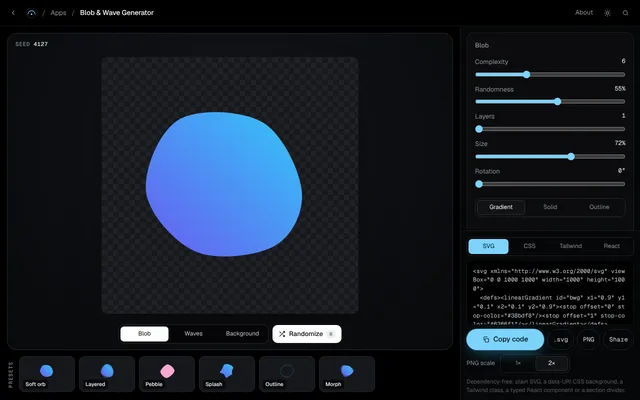 Apps / Blob & Wave Generator
About
SEED 4127
Blob
Complexity 6
Randomness 55%
Layers 1
Size 72%
Rotation 0°
Gradient Solid Outline
SVG CSS Tailwind React
<svg xmlns="http://www.w3.org/2000/svg" view
Box="0 0 1000 1000" width="1000" height="100
0">
<defs><linearGradient id="bwg" x1="0.9" y1
="0.1" x2="0.1" y2="0.9"><stop offset="0" st
op-color="#38bdf8"/><stop offset="1" stop-co
Blob Waves Background Randomize
Copy code .svg PNG Share
PNG scale 1× 2×
PRESETS
Soft orb Layered Pebble Splash Outline Morph
Dependency-free: plain SVG, a data-URI CSS background, a
Tailwind class, a typed React component or a section divider.